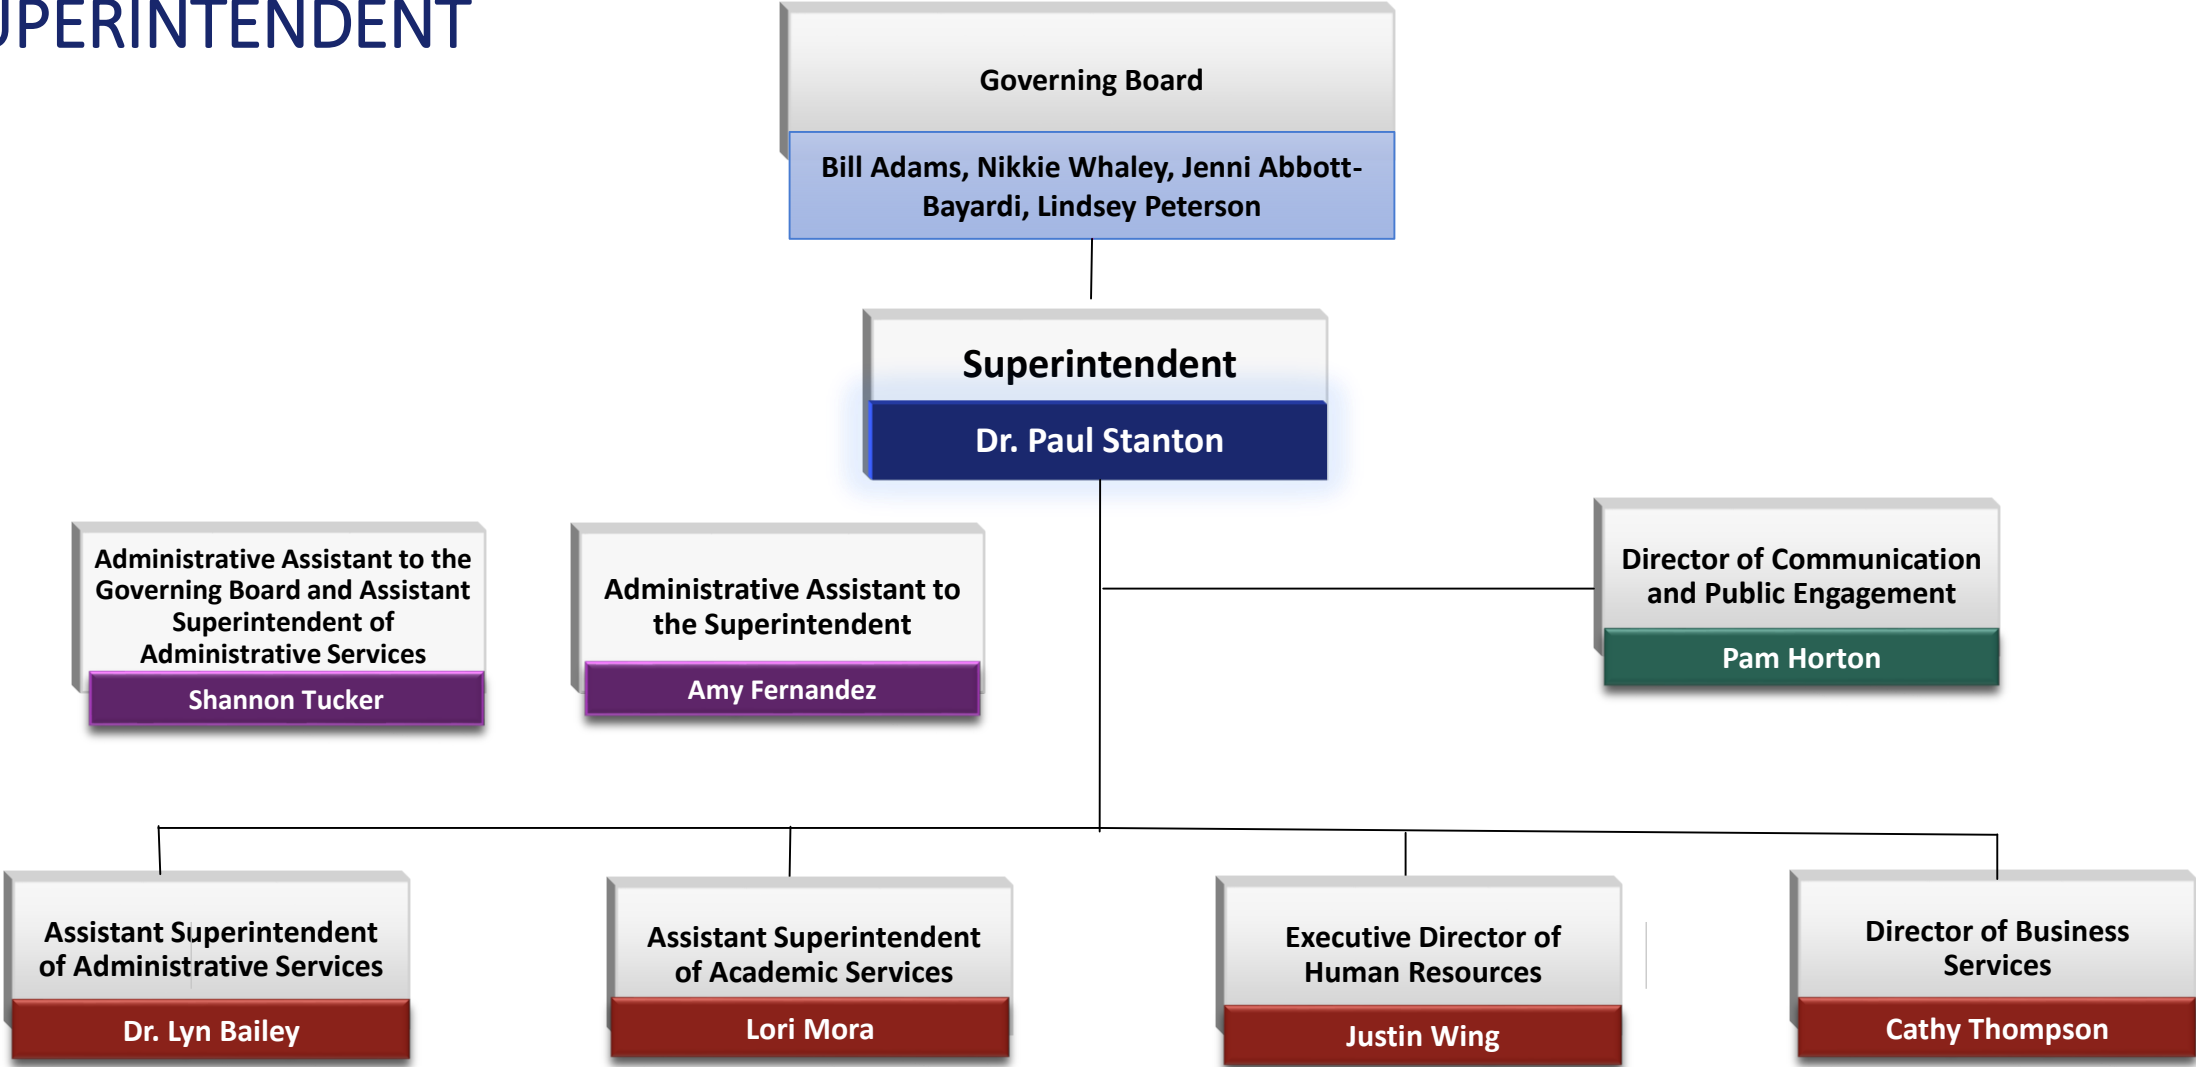 UPERINTENDENT
Governing Board
Bill Adams, Nikkie Whaley, Jenni Abbott-
Bayardi, Lindsey Peterson
Superintendent
Dr. Paul Stanton
Administrative Assistant to the
Governing Board and Assistant
Superintendent of
Administrative Services
Shannon Tucker
Administrative Assistant to
the Superintendent
Amy Fernandez
Director of Communication
and Public Engagement
Pam Horton
Assistant Superintendent
of Administrative Services
Dr. Lyn Bailey
Assistant Superintendent
of Academic Services
Lori Mora
Executive Director of
Human Resources
Justin Wing
Director of Business
Services
Cathy Thompson